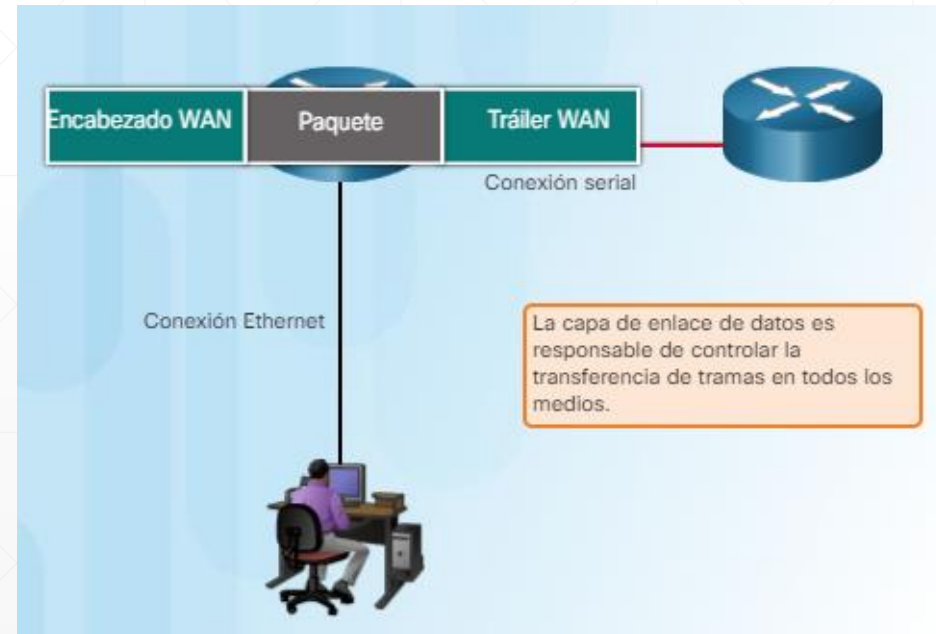 Encabezado WAN
Paquete
Tráiler WAN
Conexión serial
Conexión Ethernet
La capa de enlace de datos es
responsable de controlar la
transferencia de tramas en todos los
medios.